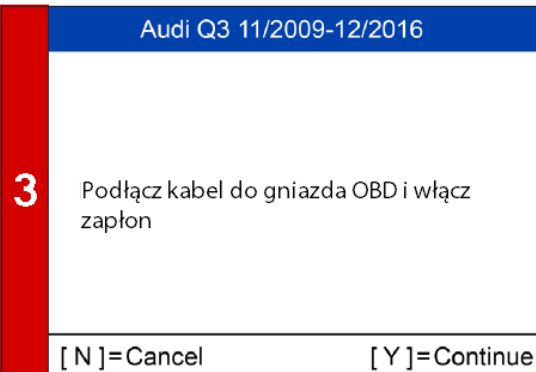 Audi Q3 11/2009-12/2016
3
Podłącz kabel do gniazda OBD i włącz
zapłon
[ N ]=Cancel [ Y ]=Continue